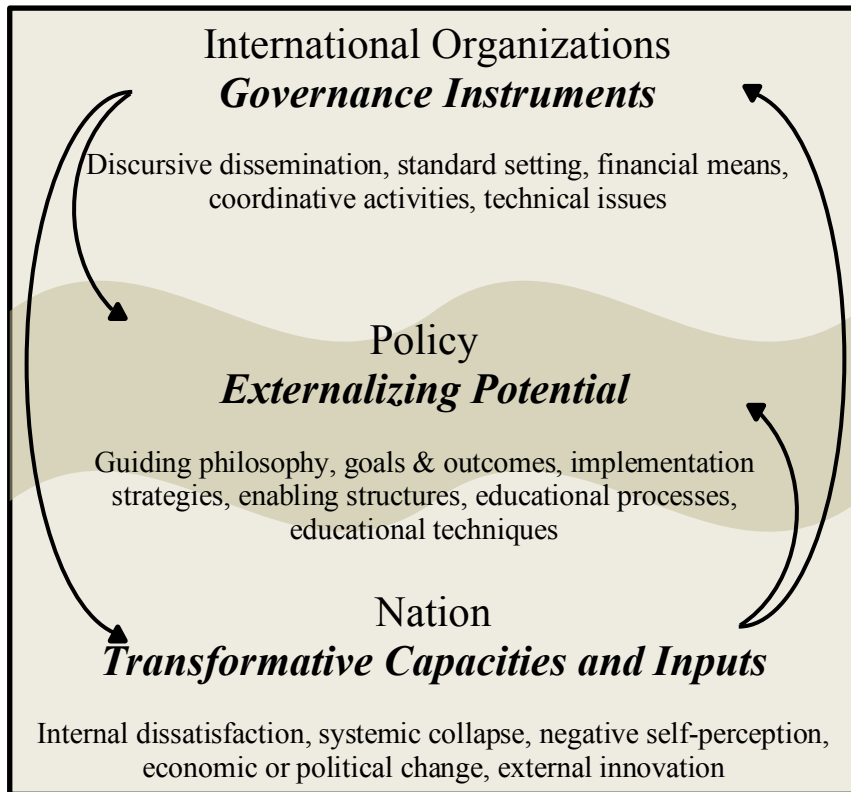 International Organizations
Governance Instruments
Discursive dissemination, standard setting, financial means,
coordinative activities, technical issues
Policy
Externalizing Potential
Guiding philosophy, goals & outcomes, implementation
strategies, enabling structures, educational processes,
educational techniques
Nation
Transformative Capacities and Inputs
Internal dissatisfaction, systemic collapse, negative self-perception,
economic or political change, external innovation